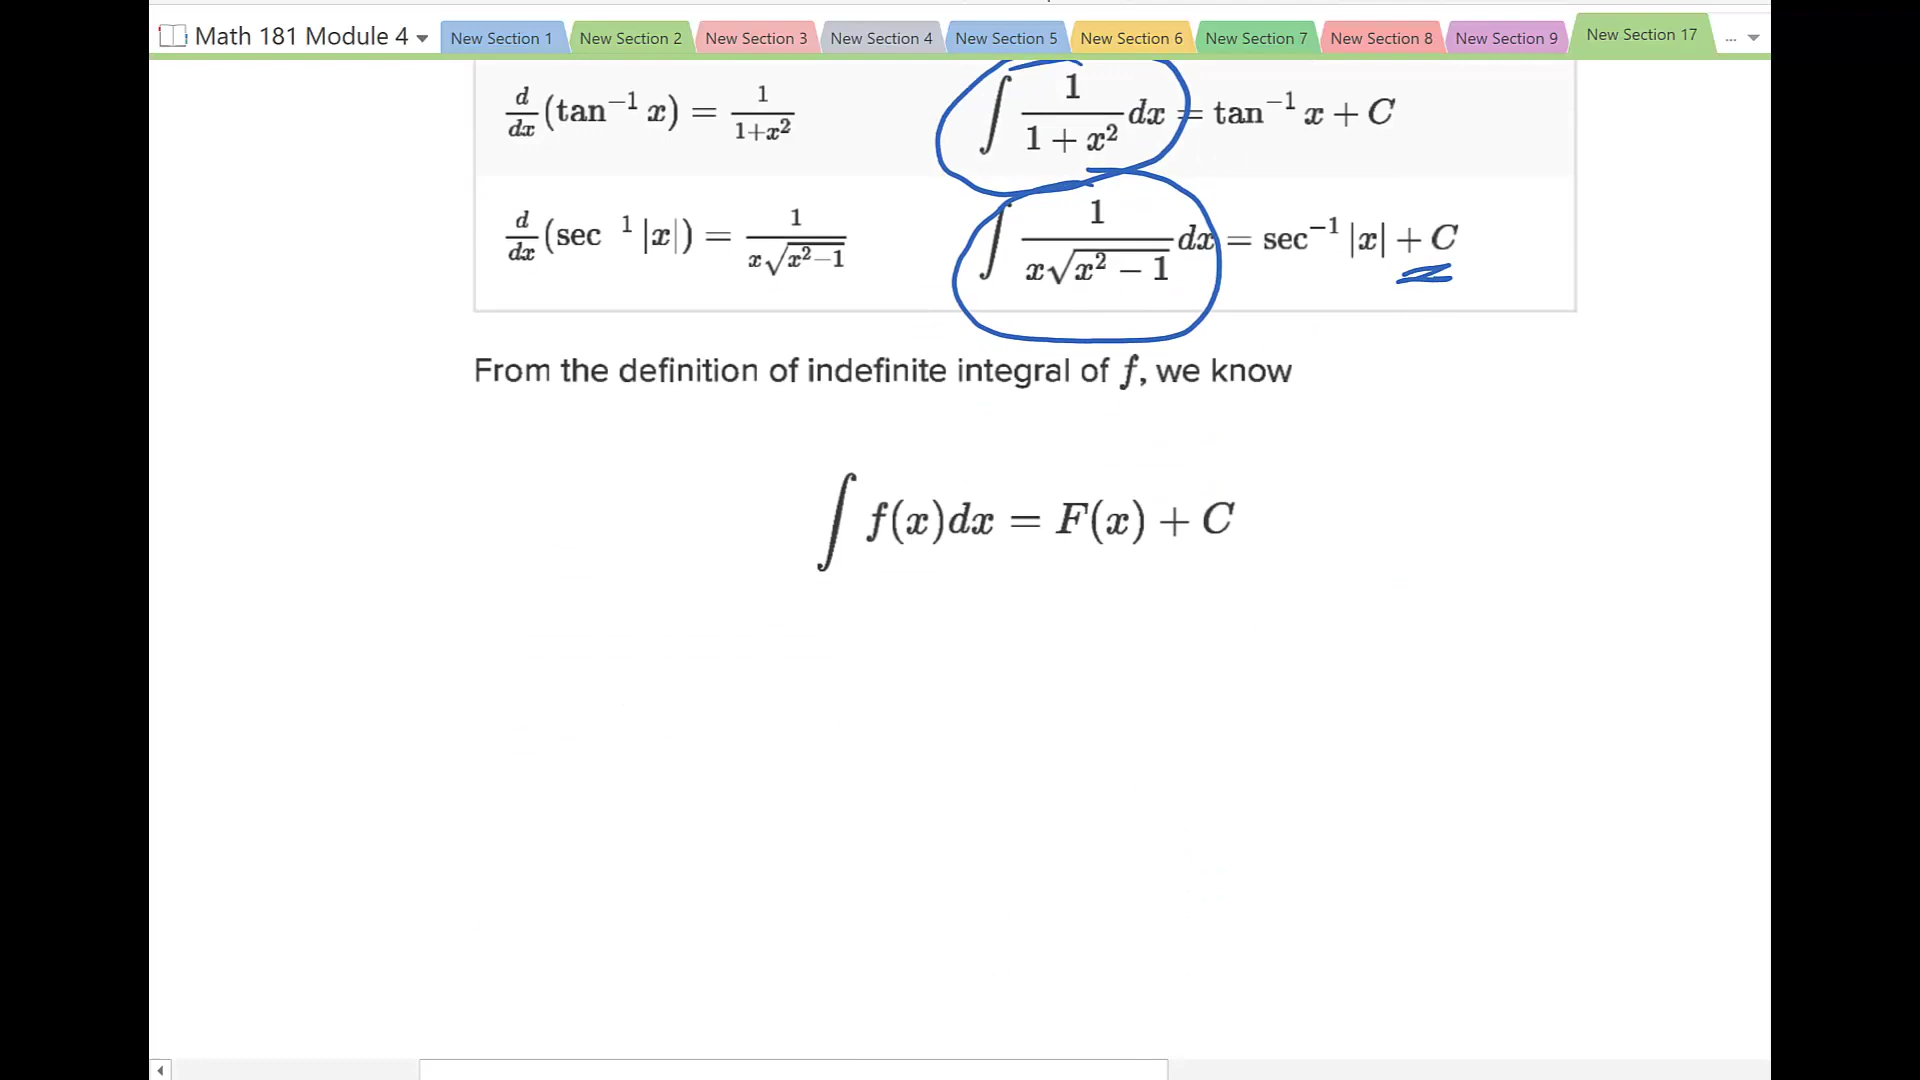 Math 181 Module 4 New Section 1 New Section 2 New Section 3 New Section 4 New Section 5 New Section 6 New Section 7 New Section 8 New Section 9 New Section 17 ...
d/dx (tan⁻¹ x) = 1/(1+x²) ∫ 1/(1 + x²) dx = tan⁻¹ x + C
d/dx (sec ¹ |x|) = 1/(x√(x²−1)) ∫ 1/(x√(x² − 1)) dx = sec⁻¹ |x| + C
From the definition of indefinite integral of f, we know
∫ f(x)dx = F(x) + C